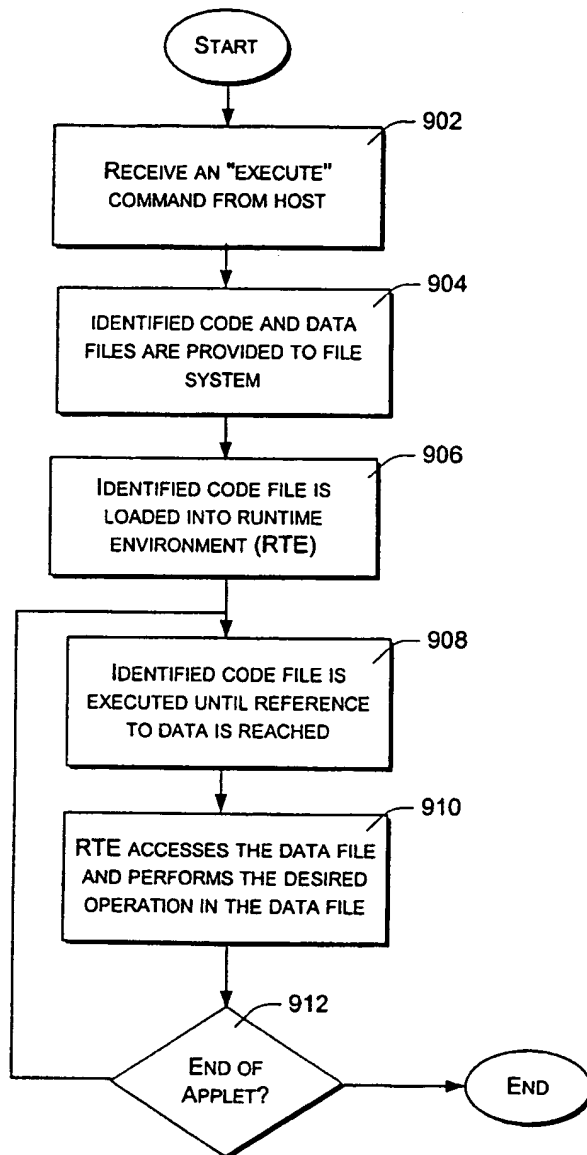 START
902
RECEIVE AN "EXECUTE"
COMMAND FROM HOST
904
IDENTIFIED CODE AND DATA
FILES ARE PROVIDED TO FILE
SYSTEM
906
IDENTIFIED CODE FILE IS
LOADED INTO RUNTIME
ENVIRONMENT (RTE)
908
IDENTIFIED CODE FILE IS
EXECUTED UNTIL REFERENCE
TO DATA IS REACHED
910
RTE ACCESSES THE DATA FILE
AND PERFORMS THE DESIRED
OPERATION IN THE DATA FILE
912
END OF
APPLET?
END